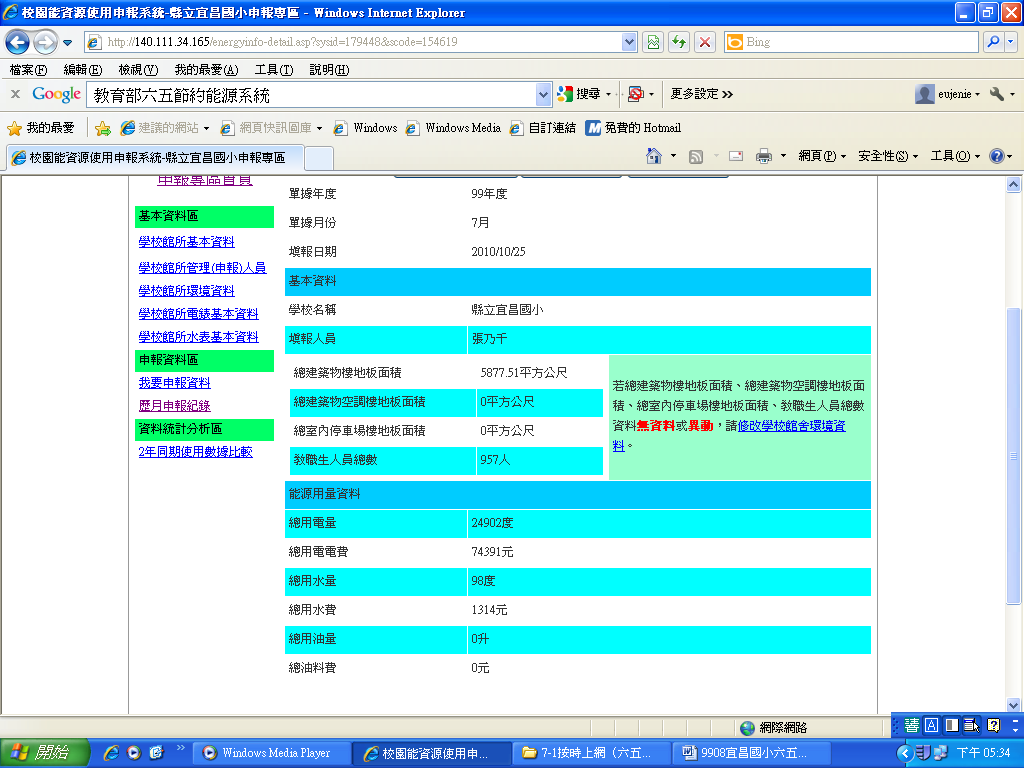 校園能資源使用申報系統-縣立宜昌國小申報專區 - Windows Internet Explorer
http://140.111.34.165/energyinfo-detail.asp?sysid=179448&scode=154619
Bing
檔案(F) 編輯(E) 檢視(V) 我的最愛(A) 工具(T) 說明(H)
x Google 教育部六五節約能源系統 搜尋 更多設定 >> eujenie
我的最愛 建議的網站 網頁快訊圖庫 Windows Windows Media 自訂連結 免費的 Hotmail
校園能資源使用申報系統-縣立宜昌國小申報專區
網頁(P) 安全性(S) 工具(O)
申報專區首頁
基本資料區
學校館所基本資料
學校館所管理(申報)人員
學校館所環境資料
學校館所電錶基本資料
學校館所水表基本資料
申報資料區
我要申報資料
歷月申報紀錄
資料統計分析區
2年同期使用數據比較
單據年度 99年度
單據月份 7月
填報日期 2010/10/25
基本資料
學校名稱 縣立宜昌國小
填報人員 張乃千
總建築物樓地板面積 5877.51平方公尺
總建築物空調樓地板面積 0平方公尺
總室內停車場樓地板面積 0平方公尺
教職生人員總數 957人
若總建築物樓地板面積、總建築物空調樓地板面
積、總室內停車場樓地板面積、教職生人員總數
資料無資料或異動，請修改學校館舍環境資
料。
能源用量資料
總用電量 24902度
總用電電費 74391元
總用水量 98度
總用水費 1314元
總用油量 0升
總油料費 0元
網際網路
開始 Windows Media Player 校園能資源使用申... 7-1按時上網（六五... 9908宜昌國小六五... 下午 05:34